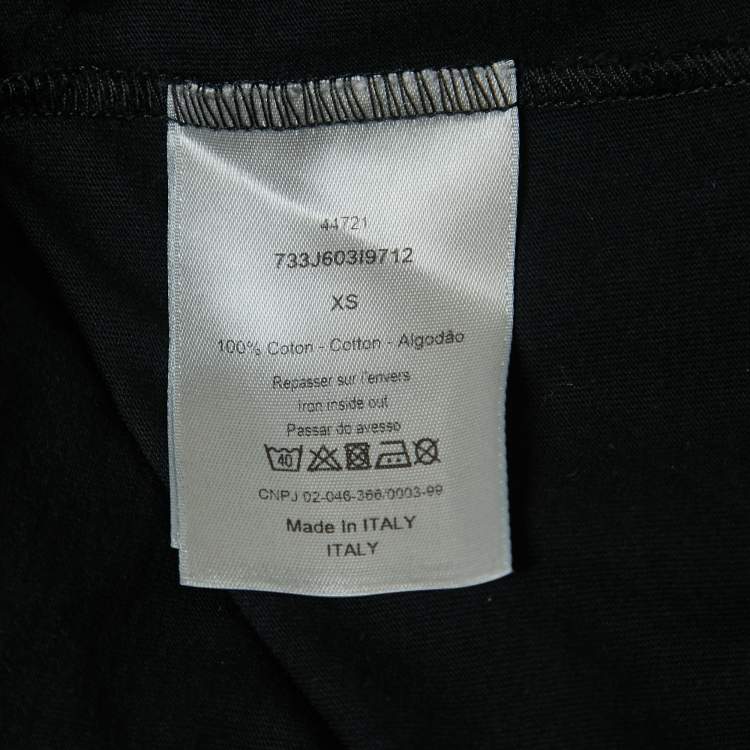 44721
733J603I9712
XS
100% Coton - Cotton - Algodão
Repasser sur l'envers
Iron inside out
Passar do avesso
40
CNPJ 02-046-366/0003-99
Made In ITALY
ITALY